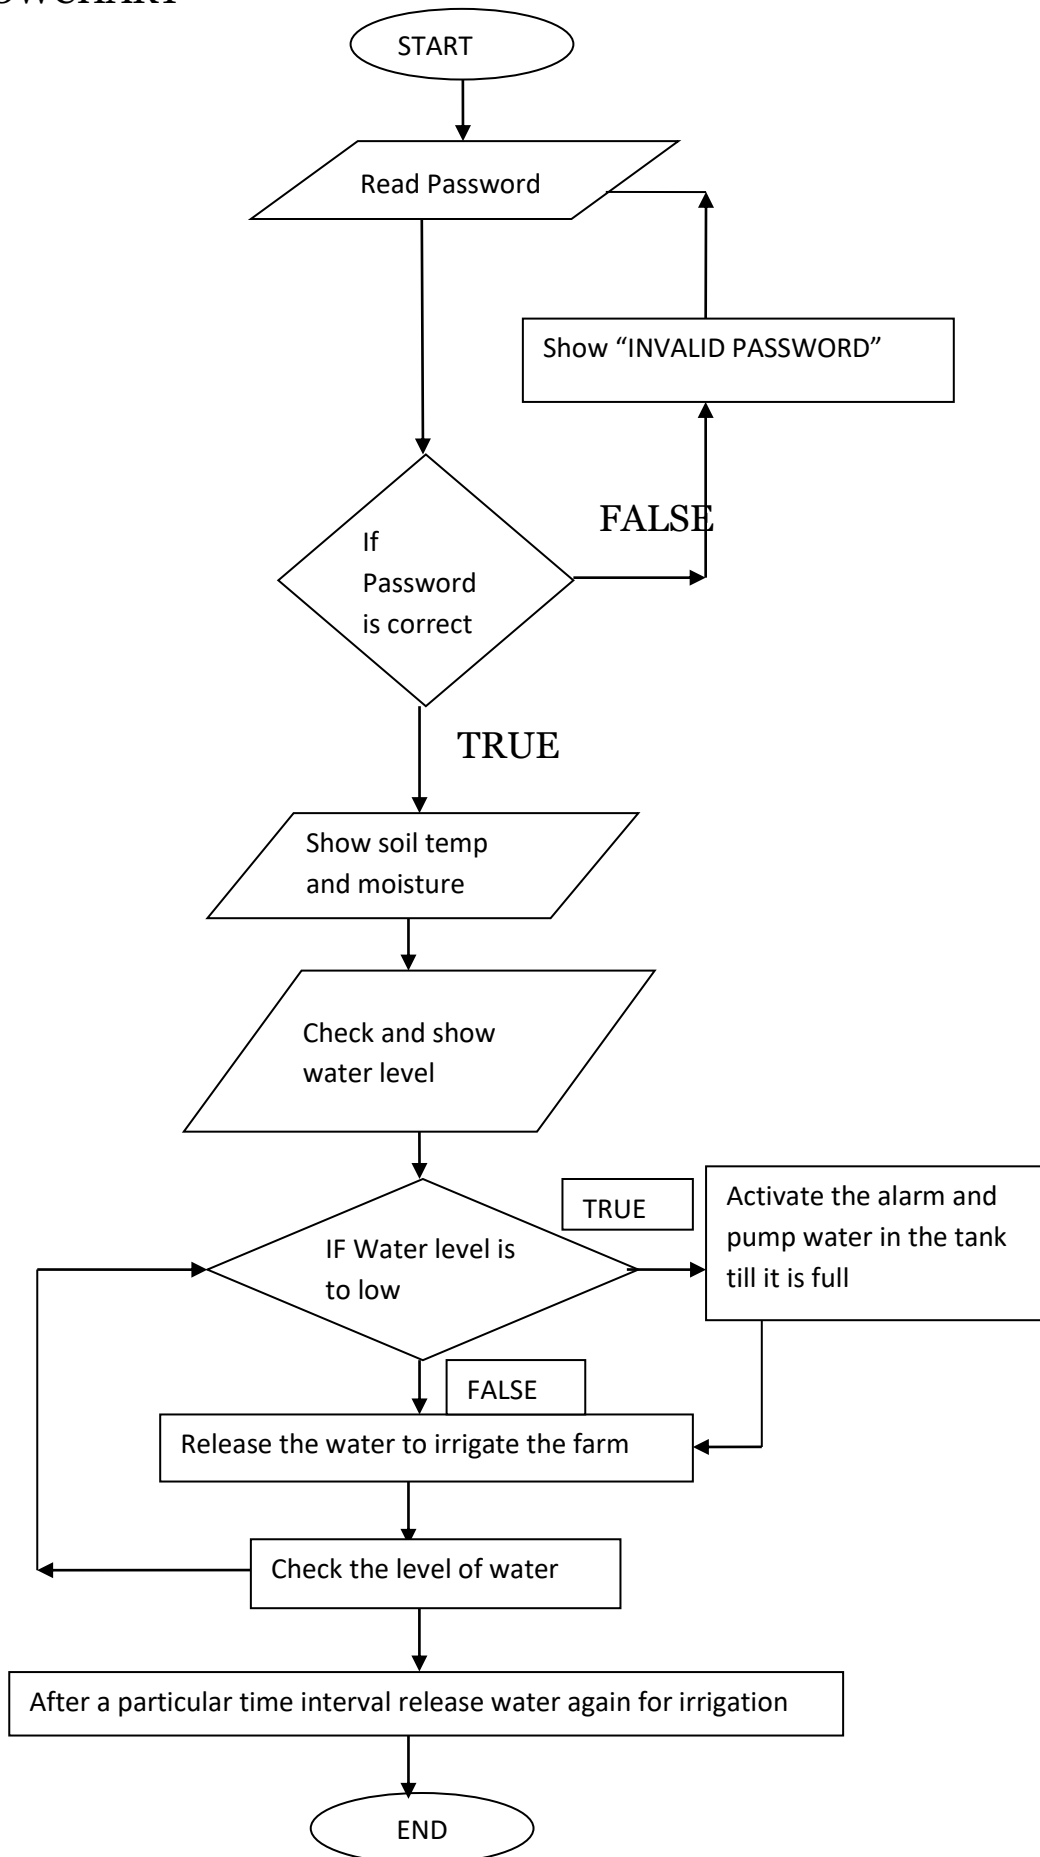 START
Read Password
Show “INVALID PASSWORD”
FALSE
If
Password
is correct
TRUE
Show soil temp
and moisture
Check and show
water level
TRUE
Activate the alarm and
pump water in the tank
till it is full
IF Water level is
to low
FALSE
Release the water to irrigate the farm
Check the level of water
After a particular time interval release water again for irrigation
END